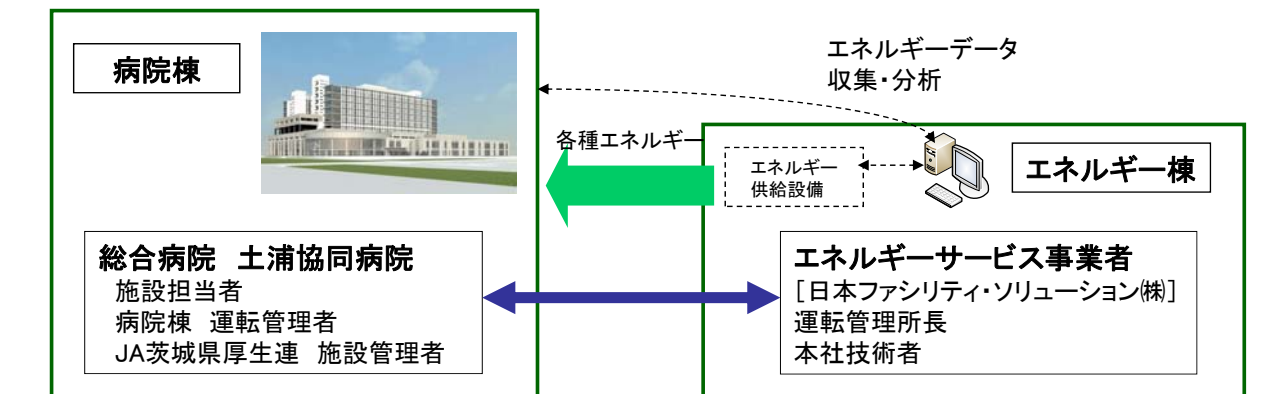 病院棟
エネルギーデータ
収集・分析
各種エネルギー
エネルギー
供給設備
エネルギー棟
総合病院　土浦協同病院
施設担当者
病院棟　運転管理者
JA茨城県厚生連　施設管理者
エネルギーサービス事業者
［日本ファシリティ・ソリューション㈱］
運転管理所長
本社技術者